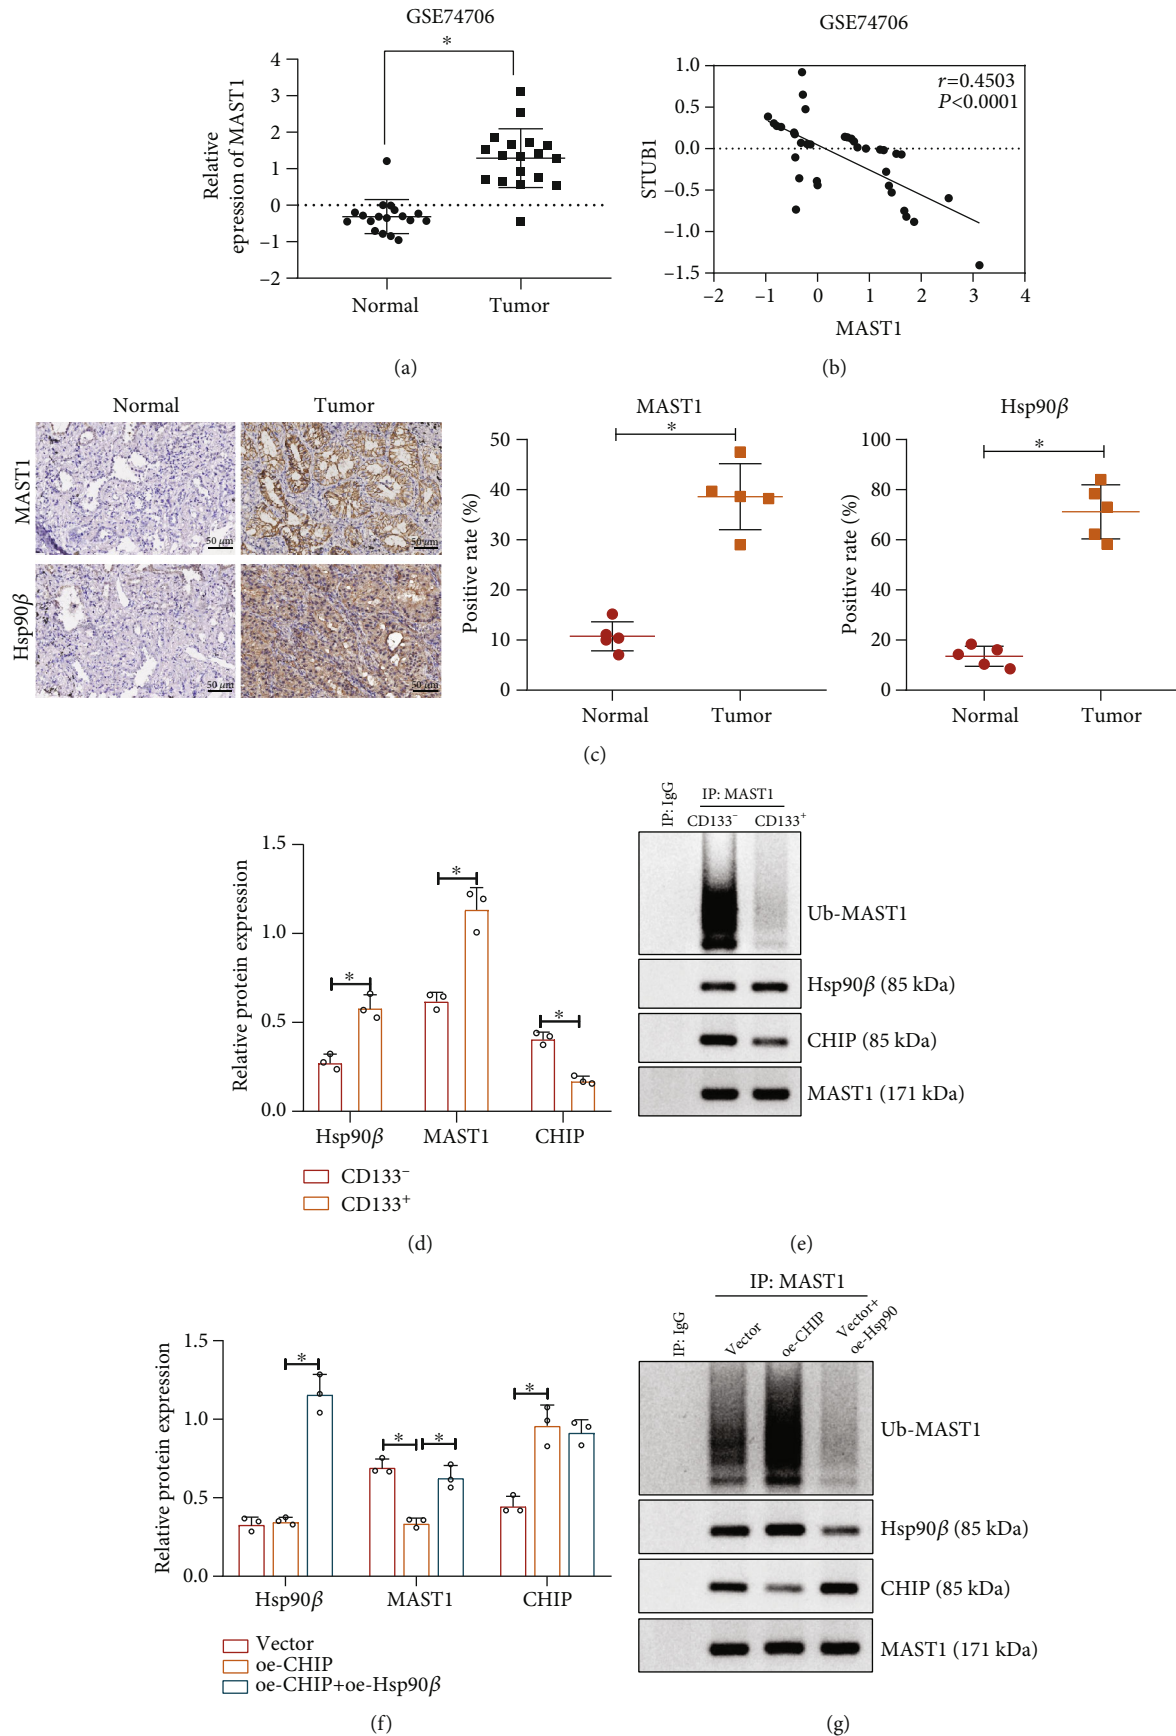 GSE74706
*
Relative
epression of MAST1
4
3
2
1
0
−1
−2
Normal
Tumor
(a)
GSE74706
r=0.4503
P<0.0001
STUB1
1.0
0.5
0.0
−0.5
−1.0
−1.5
−2
−1
0
1
2
3
4
MAST1
(b)
Normal
Tumor
MAST1
Hsp90β
50 μm
50 μm
50 μm
50 μm
MAST1
*
Positive rate (%)
50
40
30
20
10
0
Normal
Tumor
Hsp90β
*
Positive rate (%)
100
80
60
40
20
0
Normal
Tumor
(c)
Relative protein expression
1.5
1.0
0.5
0.0
*
*
*
Hsp90β
MAST1
CHIP
CD133⁻
CD133⁺
(d)
IP: IgG
IP: MAST1
CD133⁻
CD133⁺
Ub-MAST1
Hsp90β (85 kDa)
CHIP (85 kDa)
MAST1 (171 kDa)
(e)
Relative protein expression
1.5
1.0
0.5
0.0
*
*
*
*
Hsp90β
MAST1
CHIP
Vector
oe-CHIP
oe-CHIP+oe-Hsp90β
(f)
IP: MAST1
IP: IgG
Vector
oe-CHIP
Vector+
oe-Hsp90
Ub-MAST1
Hsp90β (85 kDa)
CHIP (85 kDa)
MAST1 (171 kDa)
(g)